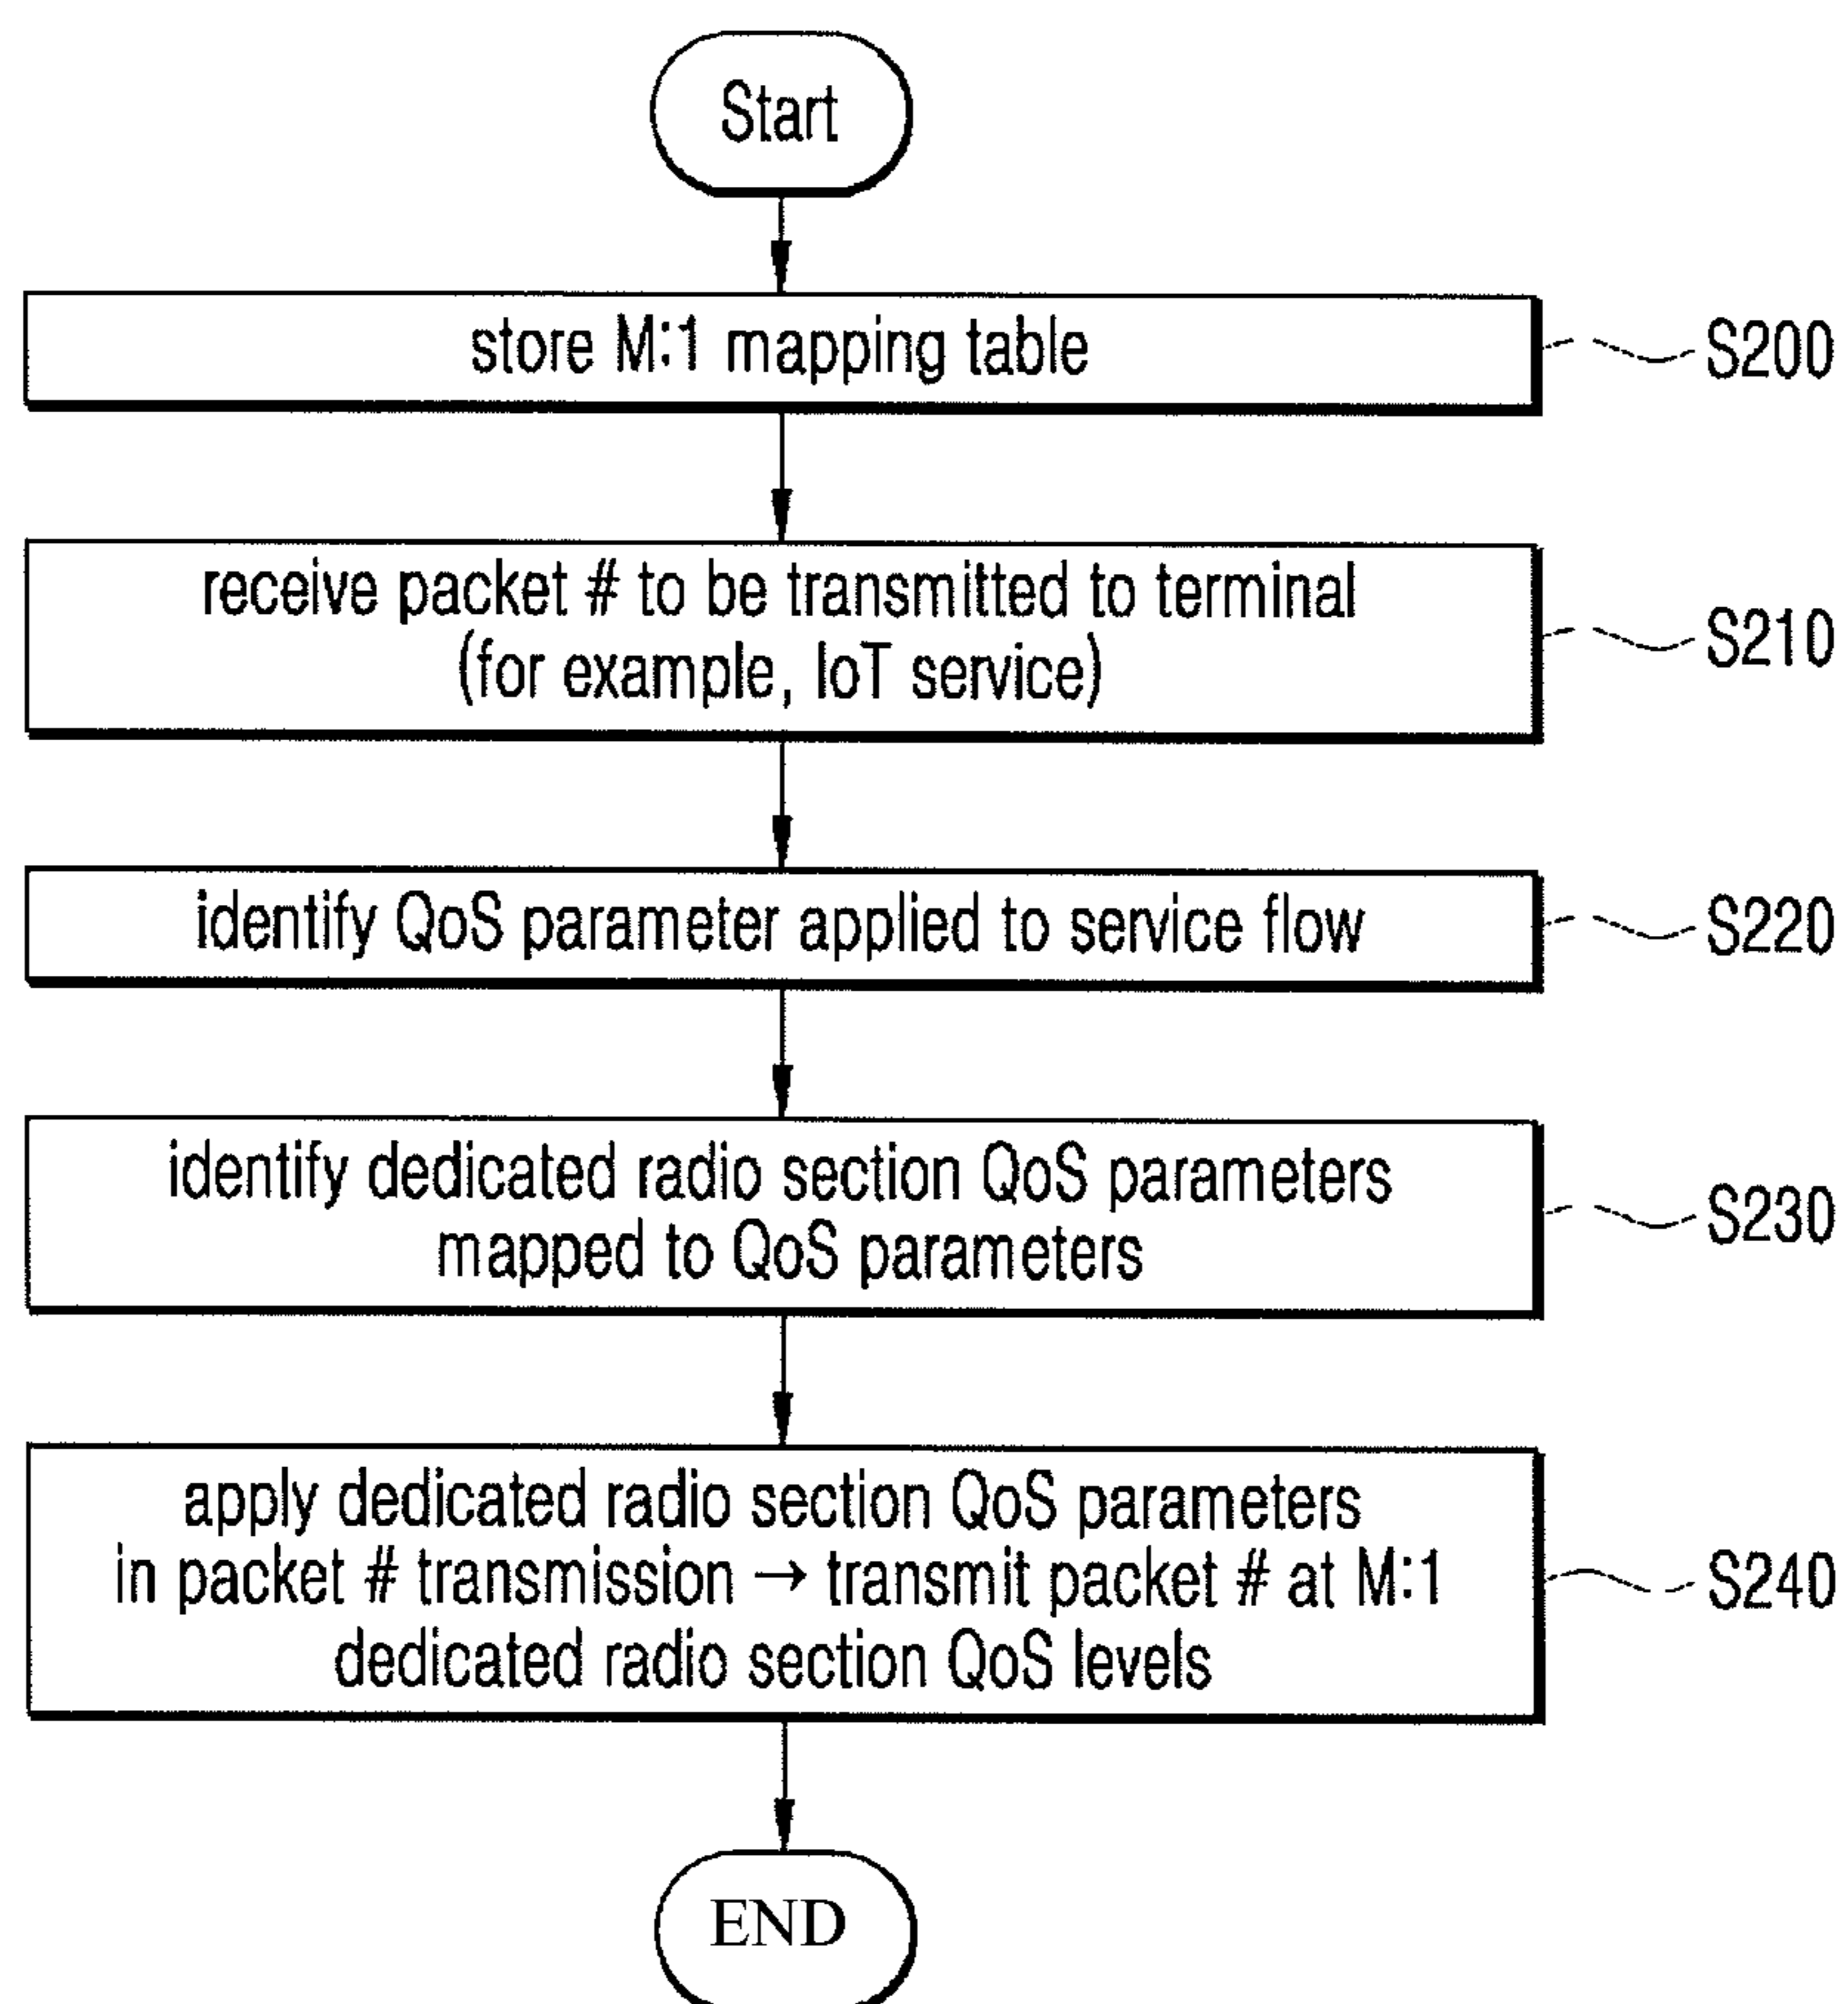 Start
store M:1 mapping table
S200
receive packet # to be transmitted to terminal
(for example, IoT service)
S210
identify QoS parameter applied to service flow
S220
identify dedicated radio section QoS parameters
mapped to QoS parameters
S230
apply dedicated radio section QoS parameters
in packet # transmission → transmit packet # at M:1
dedicated radio section QoS levels
S240
END